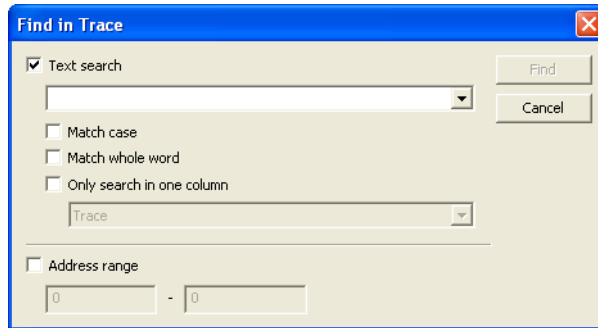 Find in Trace
Text search
Find
Cancel
Match case
Match whole word
Only search in one column
Trace
Address range
0 - 0